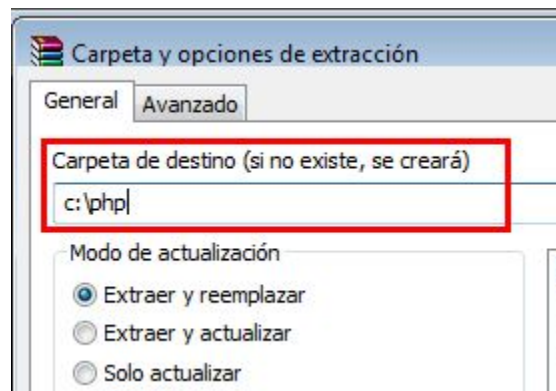 Carpeta y opciones de extracción
General Avanzado
Carpeta de destino (si no existe, se creará)
c:\php
Modo de actualización
Extraer y reemplazar
Extraer y actualizar
Solo actualizar